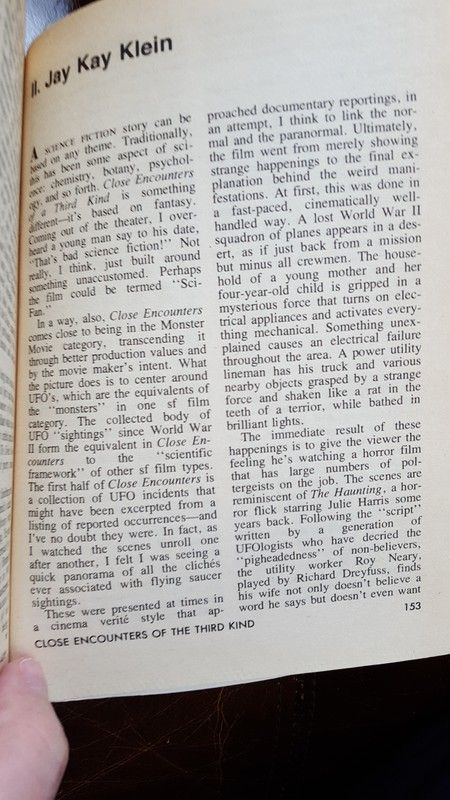 II. Jay Kay Klein
A SCIENCE FICTION story can be
based on any theme. Traditionally,
this has been some aspect of sci-
ence: chemistry, botany, psychol-
ogy, and so forth. Close Encounters
of a Third Kind is something
different—it's based on fantasy.
Coming out of the theater, I over-
heard a young man say to his date,
"That's bad science fiction!" Not
really, I think, just built around
something unaccustomed. Perhaps
the film could be termed "Sci-
Fan."
In a way, also, Close Encounters
comes close to being in the Monster
Movie category, transcending it
through better production values and
by the movie maker's intent. What
the picture does is to center around
UFO's, which are the equivalents of
the "monsters" in one sf film
category. The collected body of
UFO "sightings" since World War
II form the equivalent in Close En-
counters to the "scientific
framework" of other sf film types.
The first half of Close Encounters is
a collection of UFO incidents that
might have been excerpted from a
listing of reported occurrences—and
I've no doubt they were. In fact, as
I watched the scenes unroll one
after another, I felt I was seeing a
quick panorama of all the clichés
ever associated with flying saucer
sightings.
These were presented at times in
a cinema verité style that ap-
proached documentary reportings, in
an attempt, I think to link the nor-
mal and the paranormal. Ultimately,
the film went from merely showing
strange happenings to the final ex-
planation behind the weird mani-
festations. At first, this was done in
a fast-paced, cinematically well-
handled way. A lost World War II
squadron of planes appears in a des-
ert, as if just back from a mission
but minus all crewmen. The house-
hold of a young mother and her
four-year-old child is gripped in a
mysterious force that turns on elec-
trical appliances and activates every-
thing mechanical. Something unex-
plained causes an electrical failure
throughout the area. A power utility
lineman has his truck and various
nearby objects grasped by a strange
force and shaken like a rat in the
teeth of a terrior, while bathed in
brilliant lights.
The immediate result of these
happenings is to give the viewer the
feeling he's watching a horror film
that has large numbers of pol-
tergeists on the job. The scenes are
reminiscent of The Haunting, a hor-
ror flick starring Julie Harris some
years back. Following the "script"
written by a generation of
UFOlogists who have decried the
"pigheadedness" of non-believers,
the utility worker Roy Neary,
played by Richard Dreyfuss, finds
his wife not only doesn't believe a
word he says but doesn't even want
CLOSE ENCOUNTERS OF THE THIRD KIND
153